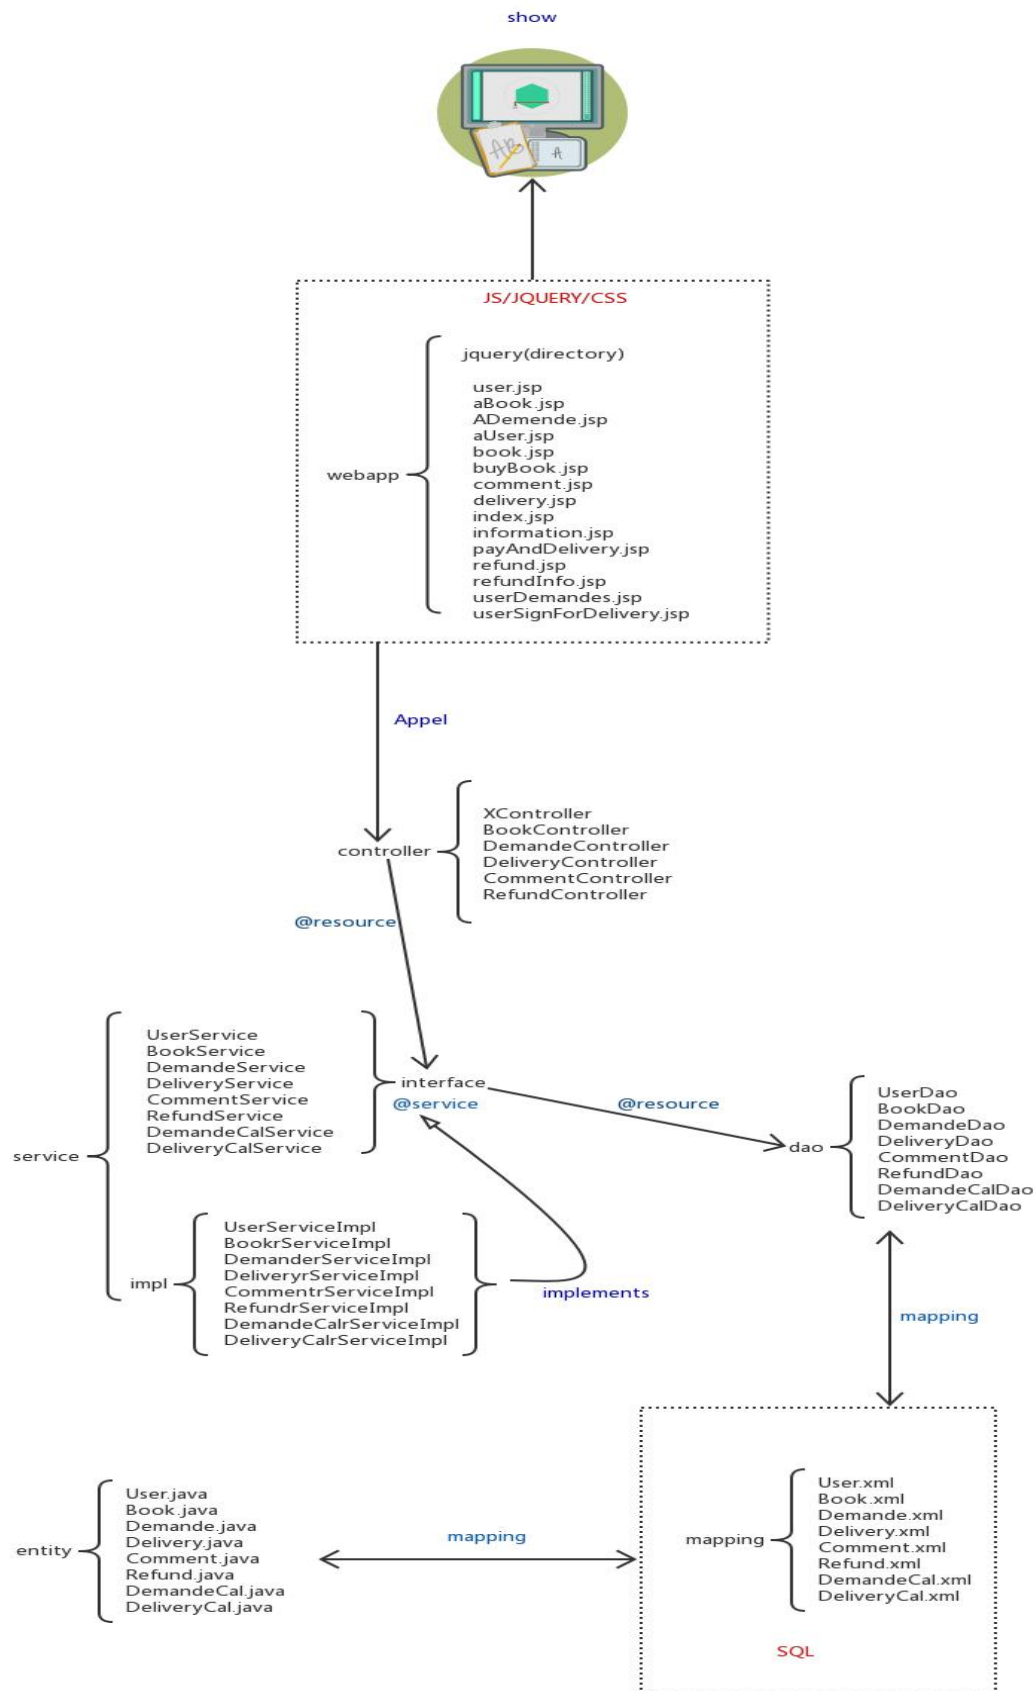 show
AB
A
JS/JQUERY/CSS
webapp
jquery(directory)
user.jsp
aBook.jsp
ADemende.jsp
aUser.jsp
book.jsp
buyBook.jsp
comment.jsp
delivery.jsp
index.jsp
information.jsp
payAndDelivery.jsp
refund.jsp
refundInfo.jsp
userDemandes.jsp
userSignForDelivery.jsp
Appel
controller
XController
BookController
DemandeController
DeliveryController
CommentController
RefundController
@resource
service
UserService
BookService
DemandeService
DeliveryService
CommentService
RefundService
DemandeCalService
DeliveryCalService
interface
@service
@resource
dao
UserDao
BookDao
DemandeDao
DeliveryDao
CommentDao
RefundDao
DemandeCalDao
DeliveryCalDao
impl
UserServiceImpl
BookrServiceImpl
DemanderServiceImpl
DeliveryrServiceImpl
CommentrServiceImpl
RefundrServiceImpl
DemandeCalrServiceImpl
DeliveryCalrServiceImpl
implements
mapping
entity
User.java
Book.java
Demande.java
Delivery.java
Comment.java
Refund.java
DemandeCal.java
DeliveryCal.java
mapping
mapping
User.xml
Book.xml
Demande.xml
Delivery.xml
Comment.xml
Refund.xml
DemandeCal.xml
DeliveryCal.xml
SQL